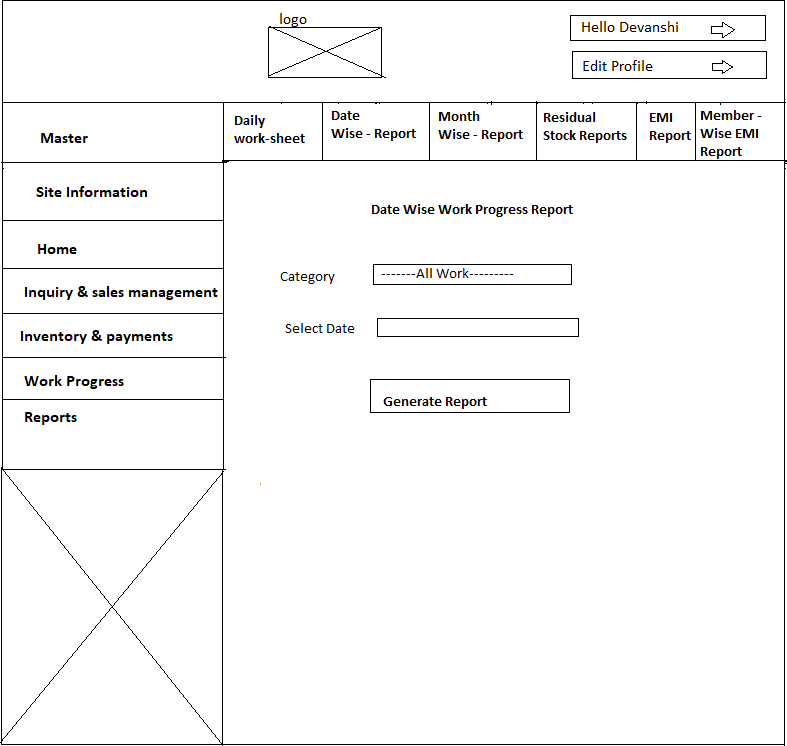 logo
Hello Devanshi
Edit Profile
Master
Daily
work-sheet
Date
Wise - Report
Month
Wise - Report
Residual
Stock Reports
EMI
Report
Member -
Wise EMI
Report
Site Information
Home
Inquiry & sales management
Inventory & payments
Work Progress
Reports
Date Wise Work Progress Report
Category
-------All Work---------
Select Date
Generate Report